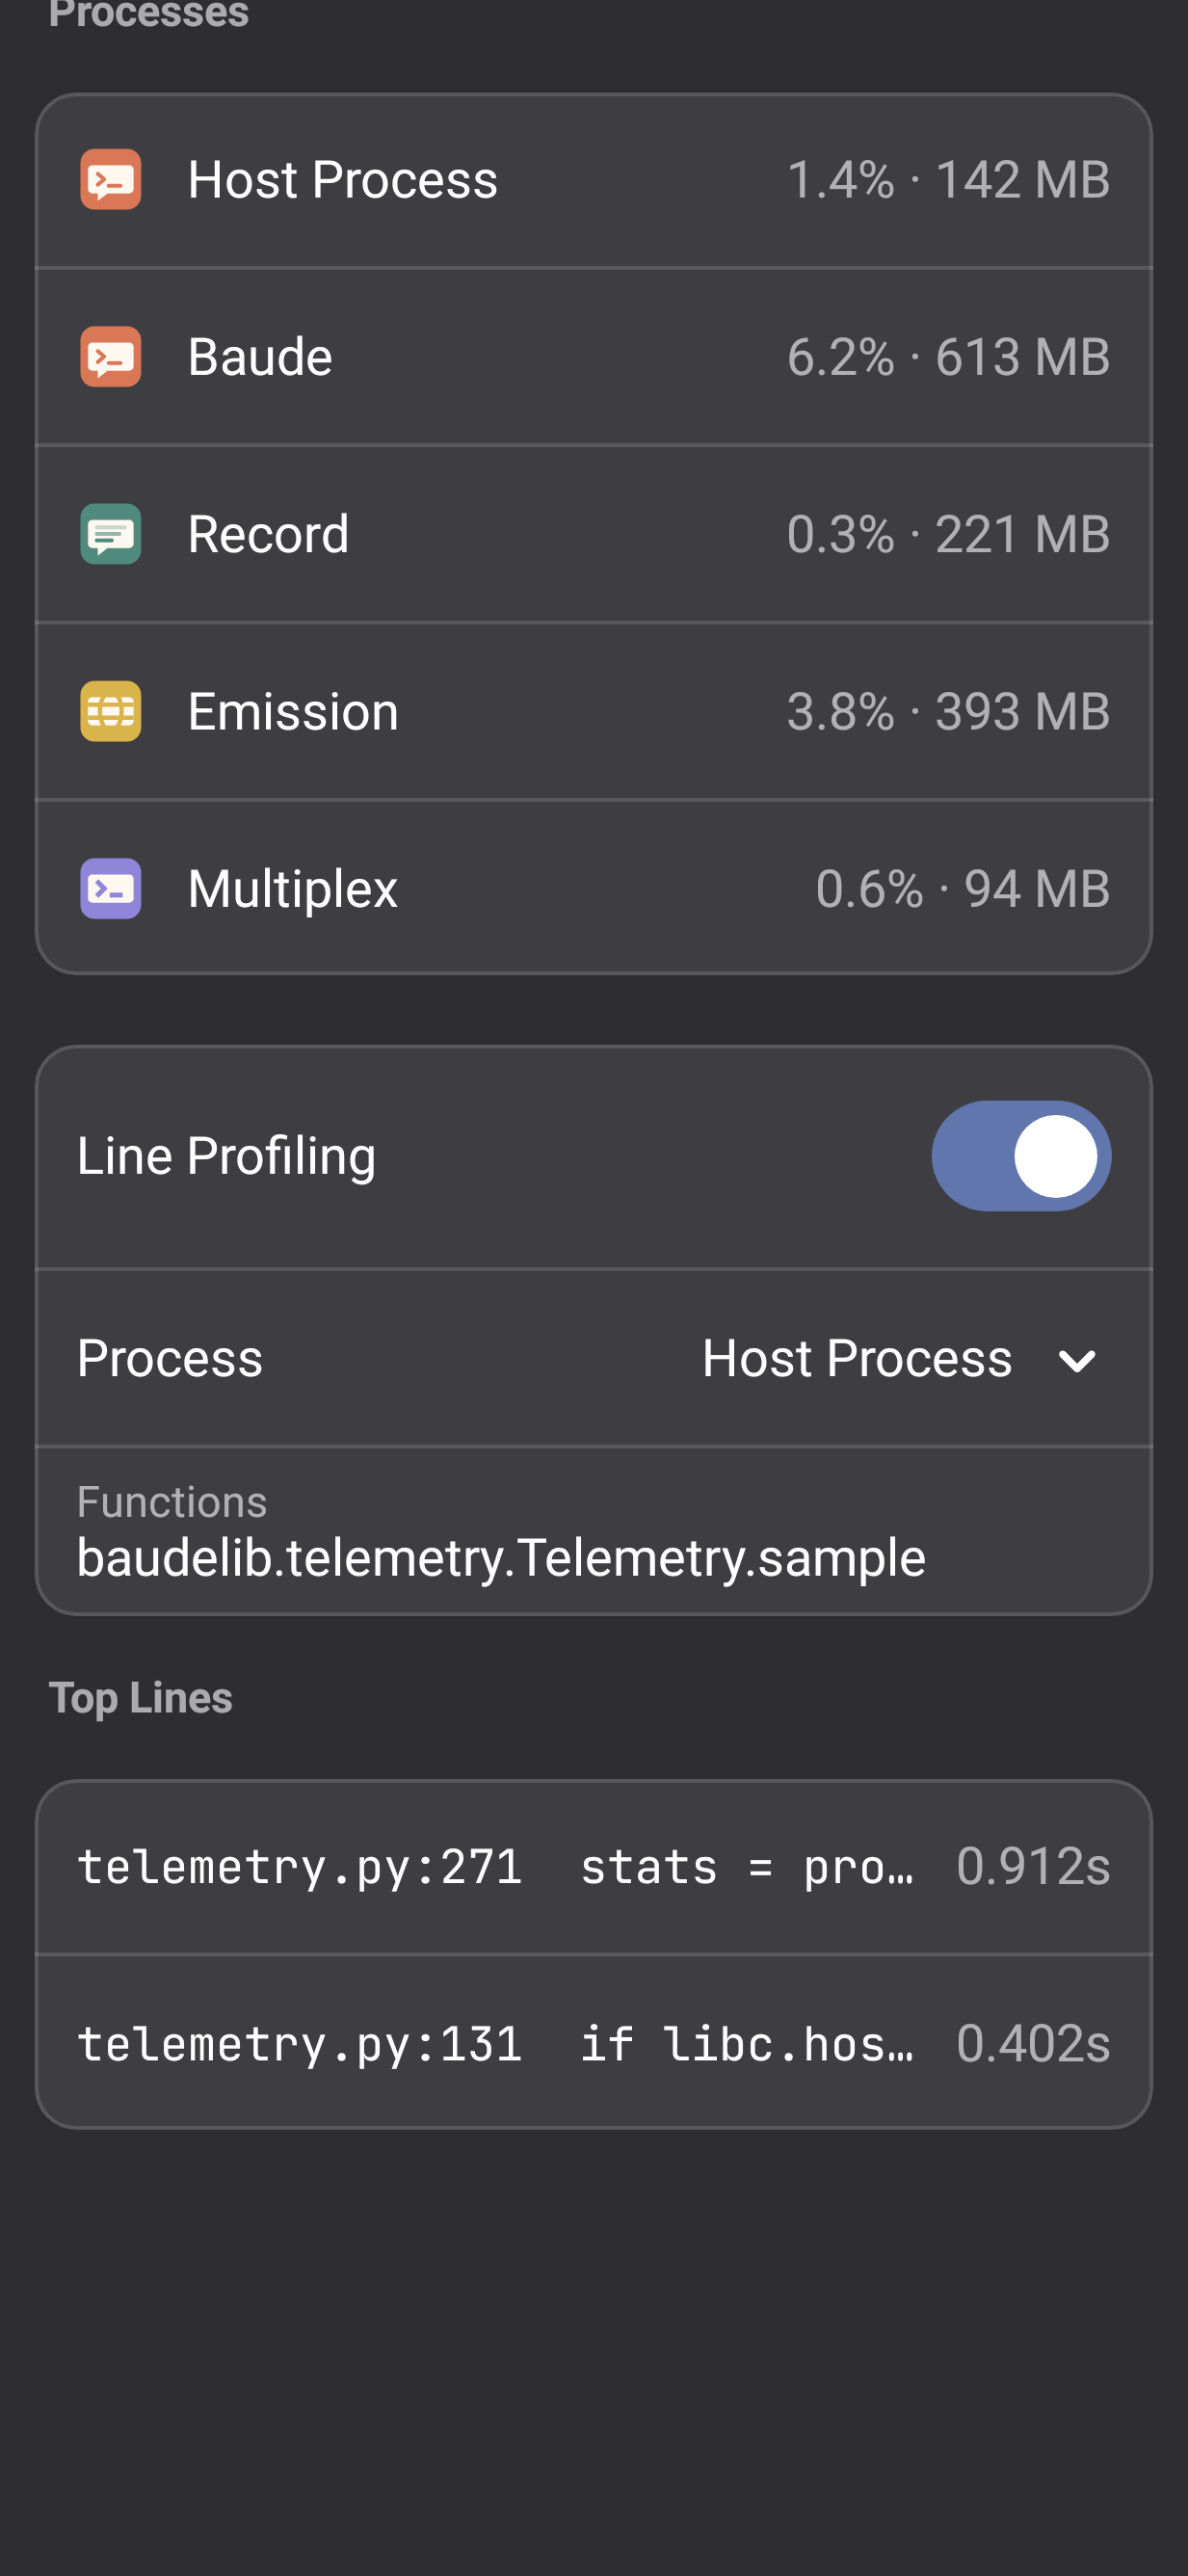 Processes
Host Process 1.4% · 142 MB
Baude 6.2% · 613 MB
Record 0.3% · 221 MB
Emission 3.8% · 393 MB
Multiplex 0.6% · 94 MB
Line Profiling
Process Host Process
Functions
baudelib.telemetry.Telemetry.sample
Top Lines
telemetry.py:271 stats = pro… 0.912s
telemetry.py:131 if libc.hos… 0.402s